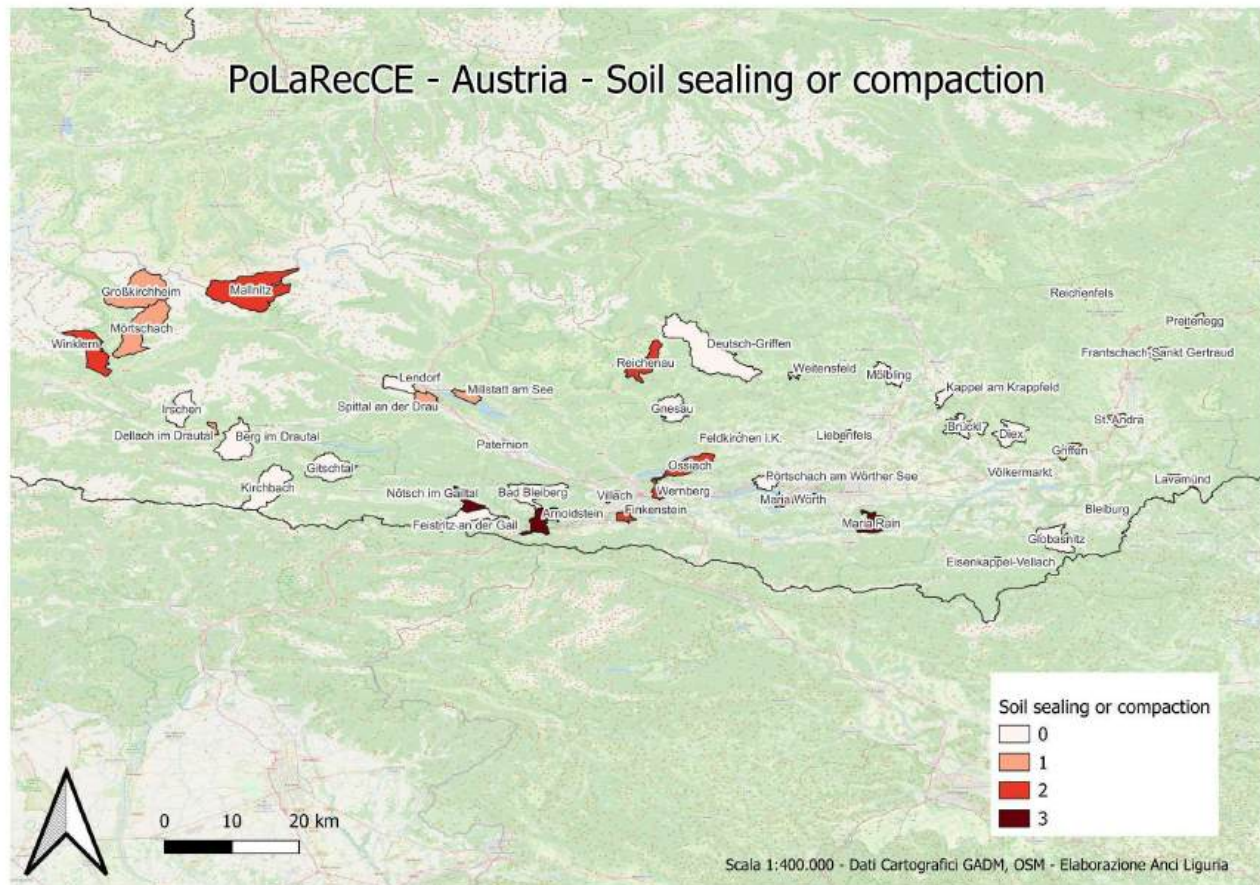 PoLaRecCE - Austria - Soil sealing or compaction
Großkirchheim
Mallnitz
Mörtschach
Winklern
Reichenfels
Preitenegg
Frantschach Sankt Gertraud
Deutsch-Griffen
Reichenau
Weitensfeld
Mölbling
Lendorf
Millstatt am See
Kappel am Krappfeld
Irschen
Spittal an der Drau
Gnesau
St. Andrä
Dellach im Drautal
Berg im Drautal
Paternion
Feldkirchen i.K.
Liebenfels
Brückl
Diex
Griffen
Gitschtal
Ossiach
Völkermarkt
Kirchbach
Nötsch im Gailtal
Bad Bleiberg
Villach
Wernberg
Pörtschach am Wörther See
Maria Wörth
Lavamünd
Feistritz an der Gail
Arnoldstein
Finkenstein
Maria Rain
Bleiburg
Globasnitz
Eisenkappel-Vellach
Soil sealing or compaction
0
1
2
3
0 10 20 km
Scala 1:400.000 - Dati Cartografici GADM, OSM - Elaborazione Anci Liguria